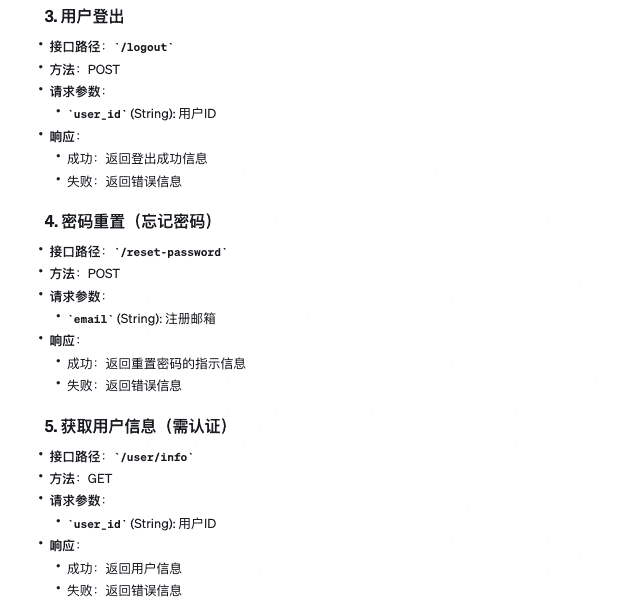 3. 用户登出
• 接口路径：`/logout`
• 方法：POST
• 请求参数：
• `user_id` (String): 用户ID
• 响应：
• 成功：返回登出成功信息
• 失败：返回错误信息
4. 密码重置（忘记密码）
• 接口路径：`/reset-password`
• 方法：POST
• 请求参数：
• `email` (String): 注册邮箱
• 响应：
• 成功：返回重置密码的指示信息
• 失败：返回错误信息
5. 获取用户信息（需认证）
• 接口路径：`/user/info`
• 方法：GET
• 请求参数：
• `user_id` (String): 用户ID
• 响应：
• 成功：返回用户信息
• 失败：返回错误信息